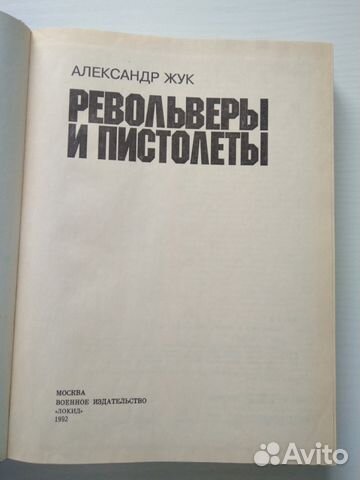 АЛЕКСАНДР ЖУК
РЕВОЛЬВЕРЫ
И ПИСТОЛЕТЫ
МОСКВА
ВОЕННОЕ ИЗДАТЕЛЬСТВО
«ЛОКИД»
1992
Avito